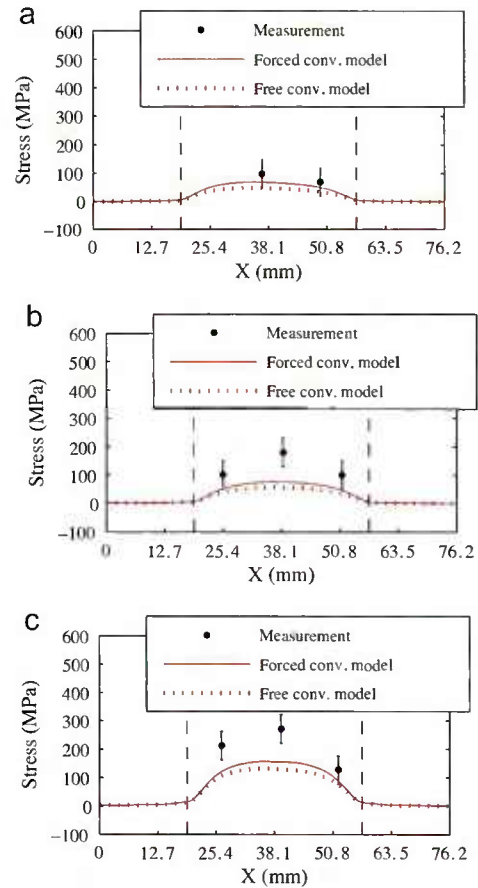 a
600
Measurement
500
Forced conv. model
400
Free conv. model
300
200
100
0
−100
Stress (MPa)
0 12.7 25.4 38.1 50.8 63.5 76.2
X (mm)
b
600
Measurement
500
Forced conv. model
400
Free conv. model
300
200
100
0
−100
Stress (MPa)
0 12.7 25.4 38.1 50.8 63.5 76.2
X (mm)
c
600
Measurement
500
Forced conv. model
400
Free conv. model
300
200
100
0
−100
Stress (MPa)
0 12.7 25.4 38.1 50.8 63.5 76.2
X (mm)